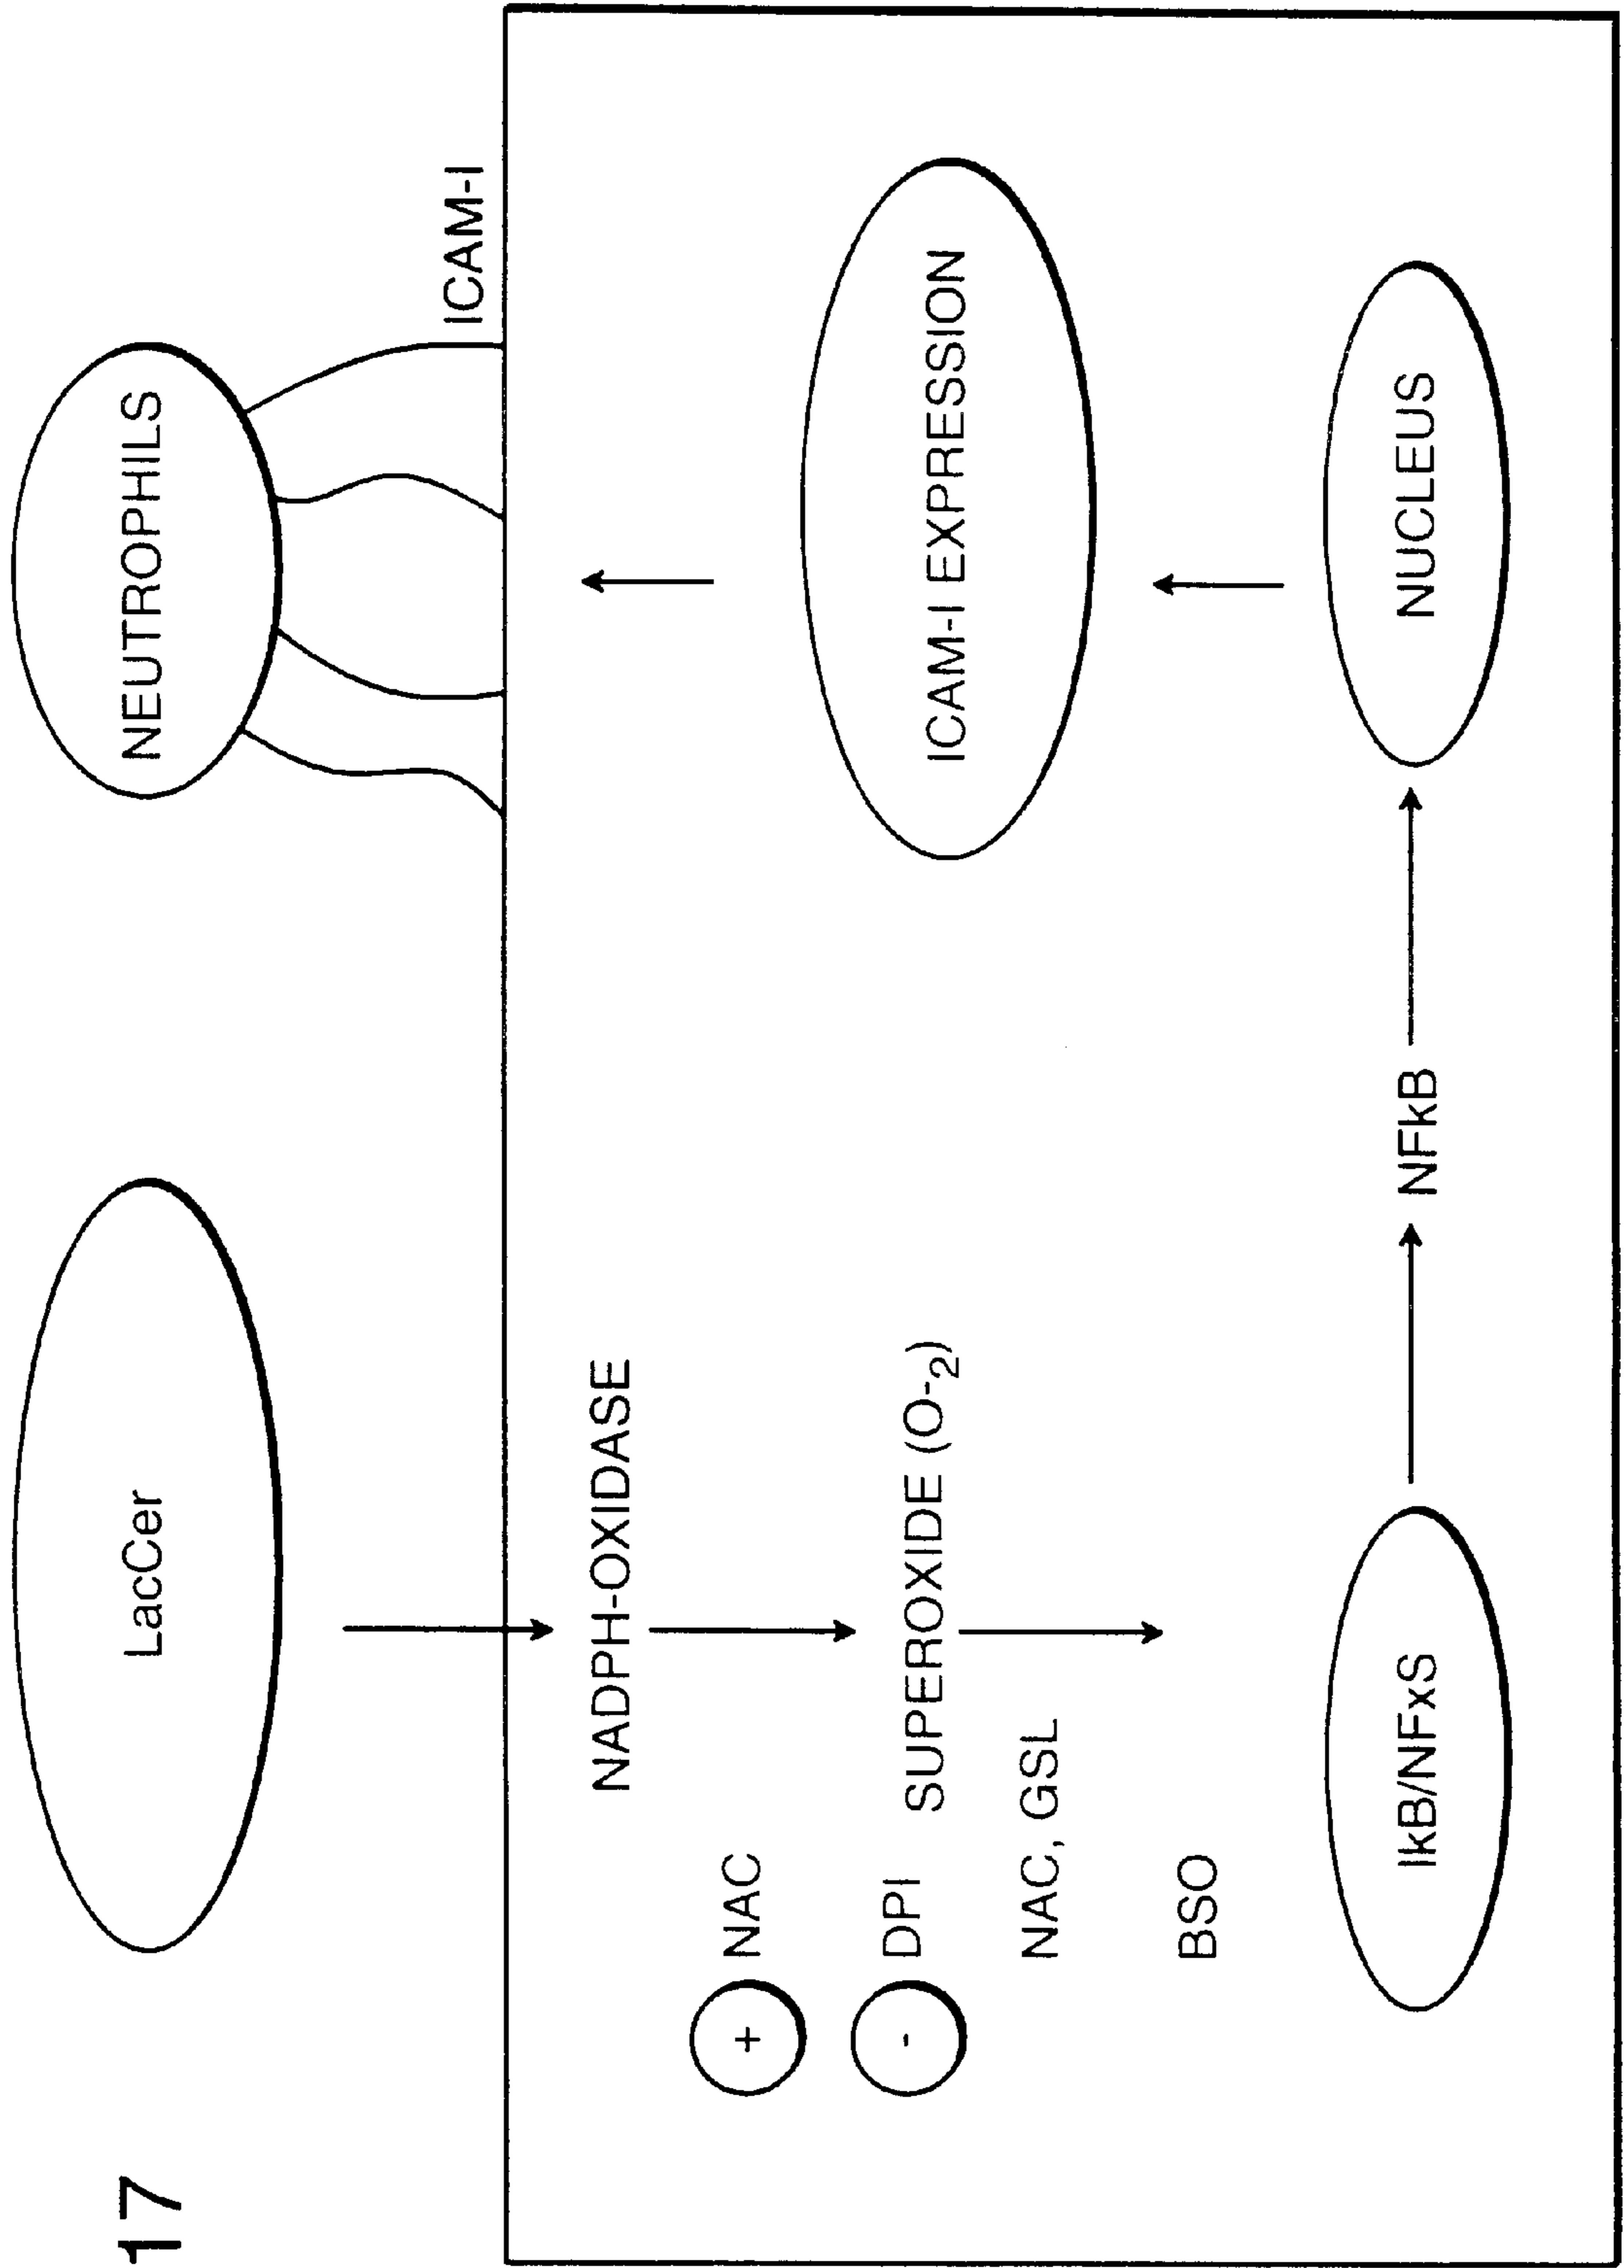 17
LacCer
NEUTROPHILS
ICAM-I
NADPH-OXIDASE
+ NAC
- DPI
SUPEROXIDE (O-2)
NAC, GSL
BSO
ICAM-I EXPRESSION
IkB/NFxS
NFkB
NUCLEUS